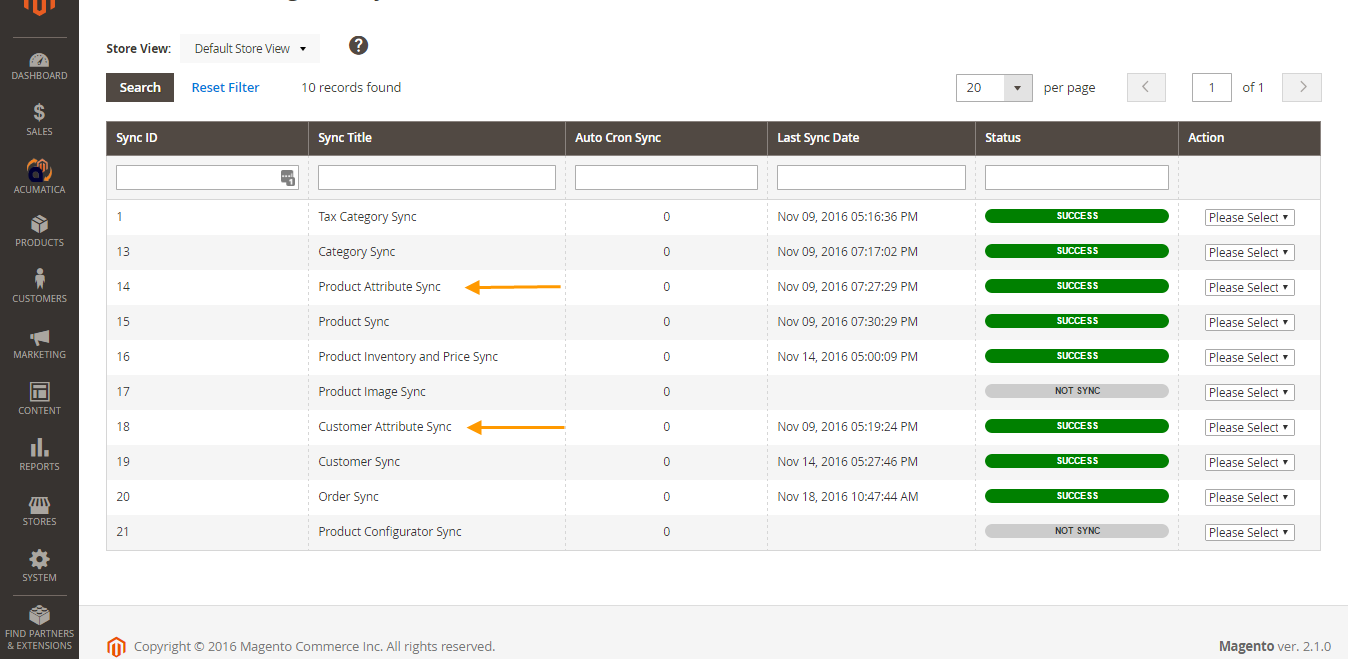 Store View: Default Store View ?
Search Reset Filter 10 records found 20 per page 1 of 1
Sync ID Sync Title Auto Cron Sync Last Sync Date Status Action
1 Tax Category Sync 0 Nov 09, 2016 05:16:36 PM SUCCESS Please Select
13 Category Sync 0 Nov 09, 2016 07:17:02 PM SUCCESS Please Select
14 Product Attribute Sync 0 Nov 09, 2016 07:27:29 PM SUCCESS Please Select
15 Product Sync 0 Nov 09, 2016 07:30:29 PM SUCCESS Please Select
16 Product Inventory and Price Sync 0 Nov 14, 2016 05:00:09 PM SUCCESS Please Select
17 Product Image Sync 0 NOT SYNC Please Select
18 Customer Attribute Sync 0 Nov 09, 2016 05:19:24 PM SUCCESS Please Select
19 Customer Sync 0 Nov 14, 2016 05:27:46 PM SUCCESS Please Select
20 Order Sync 0 Nov 18, 2016 10:47:44 AM SUCCESS Please Select
21 Product Configurator Sync 0 NOT SYNC Please Select
DASHBOARD
$
SALES
ACUMATICA
PRODUCTS
CUSTOMERS
MARKETING
CONTENT
REPORTS
STORES
SYSTEM
FIND PARTNERS
& EXTENSIONS
Copyright © 2016 Magento Commerce Inc. All rights reserved. Magento ver. 2.1.0